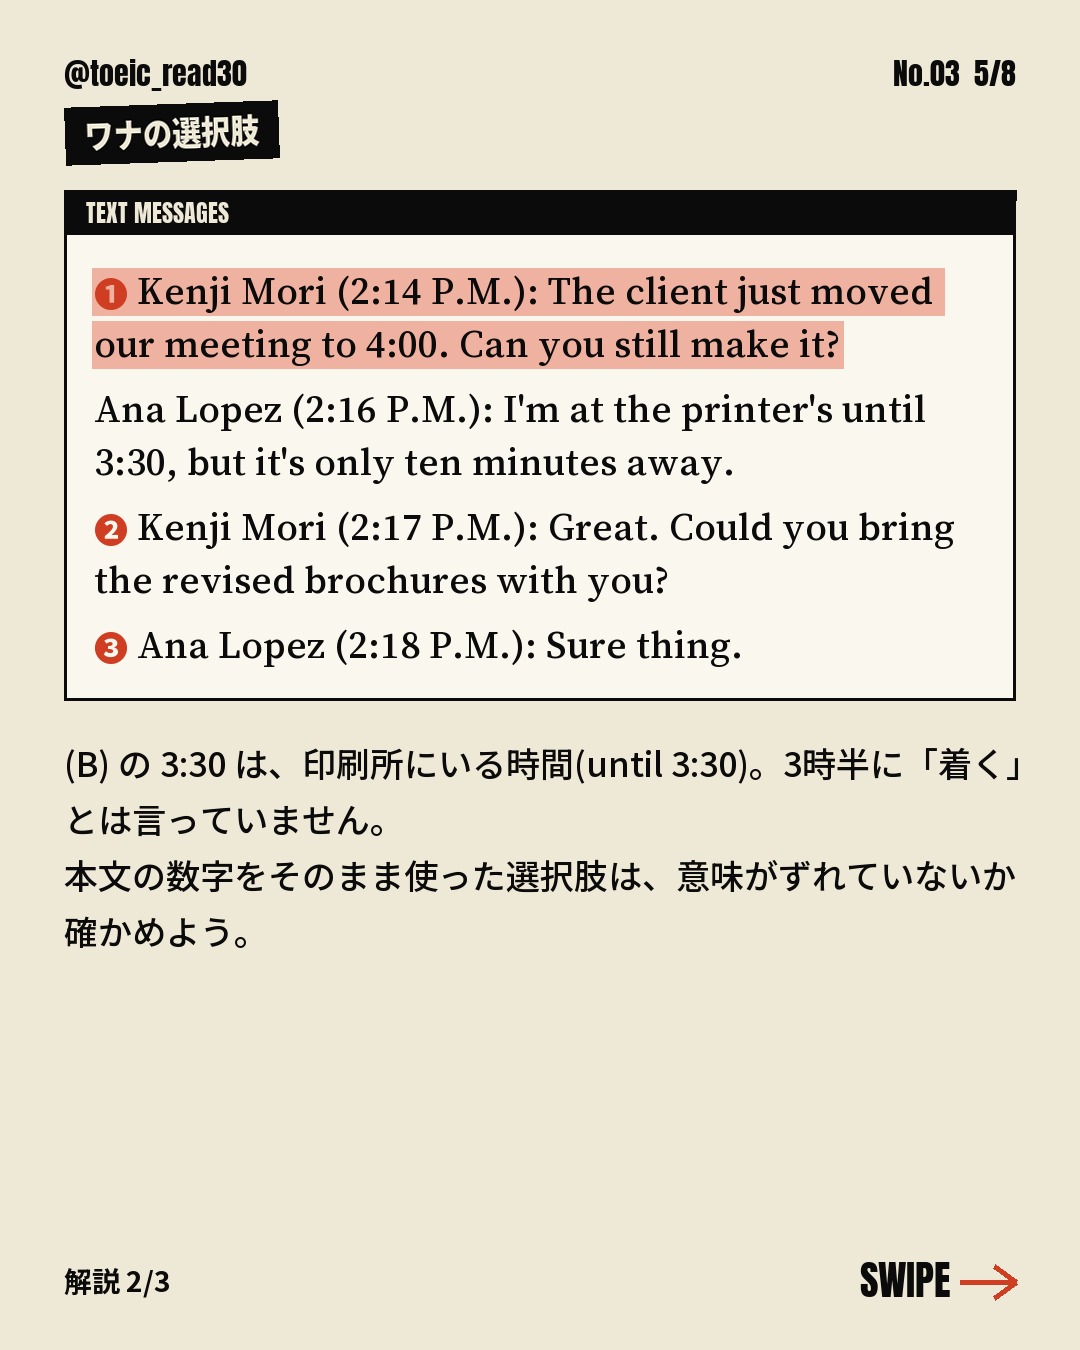 @toeic_read30
No.03 5/8
ワナの選択肢
TEXT MESSAGES
❶ Kenji Mori (2:14 P.M.): The client just moved
our meeting to 4:00. Can you still make it?
Ana Lopez (2:16 P.M.): I'm at the printer's until
3:30, but it's only ten minutes away.
❷ Kenji Mori (2:17 P.M.): Great. Could you bring
the revised brochures with you?
❸ Ana Lopez (2:18 P.M.): Sure thing.
(B) の 3:30 は、印刷所にいる時間(until 3:30)。3時半に「着く」
とは言っていません。
本文の数字をそのまま使った選択肢は、意味がずれていないか
確かめよう。
解説 2/3
SWIPE →